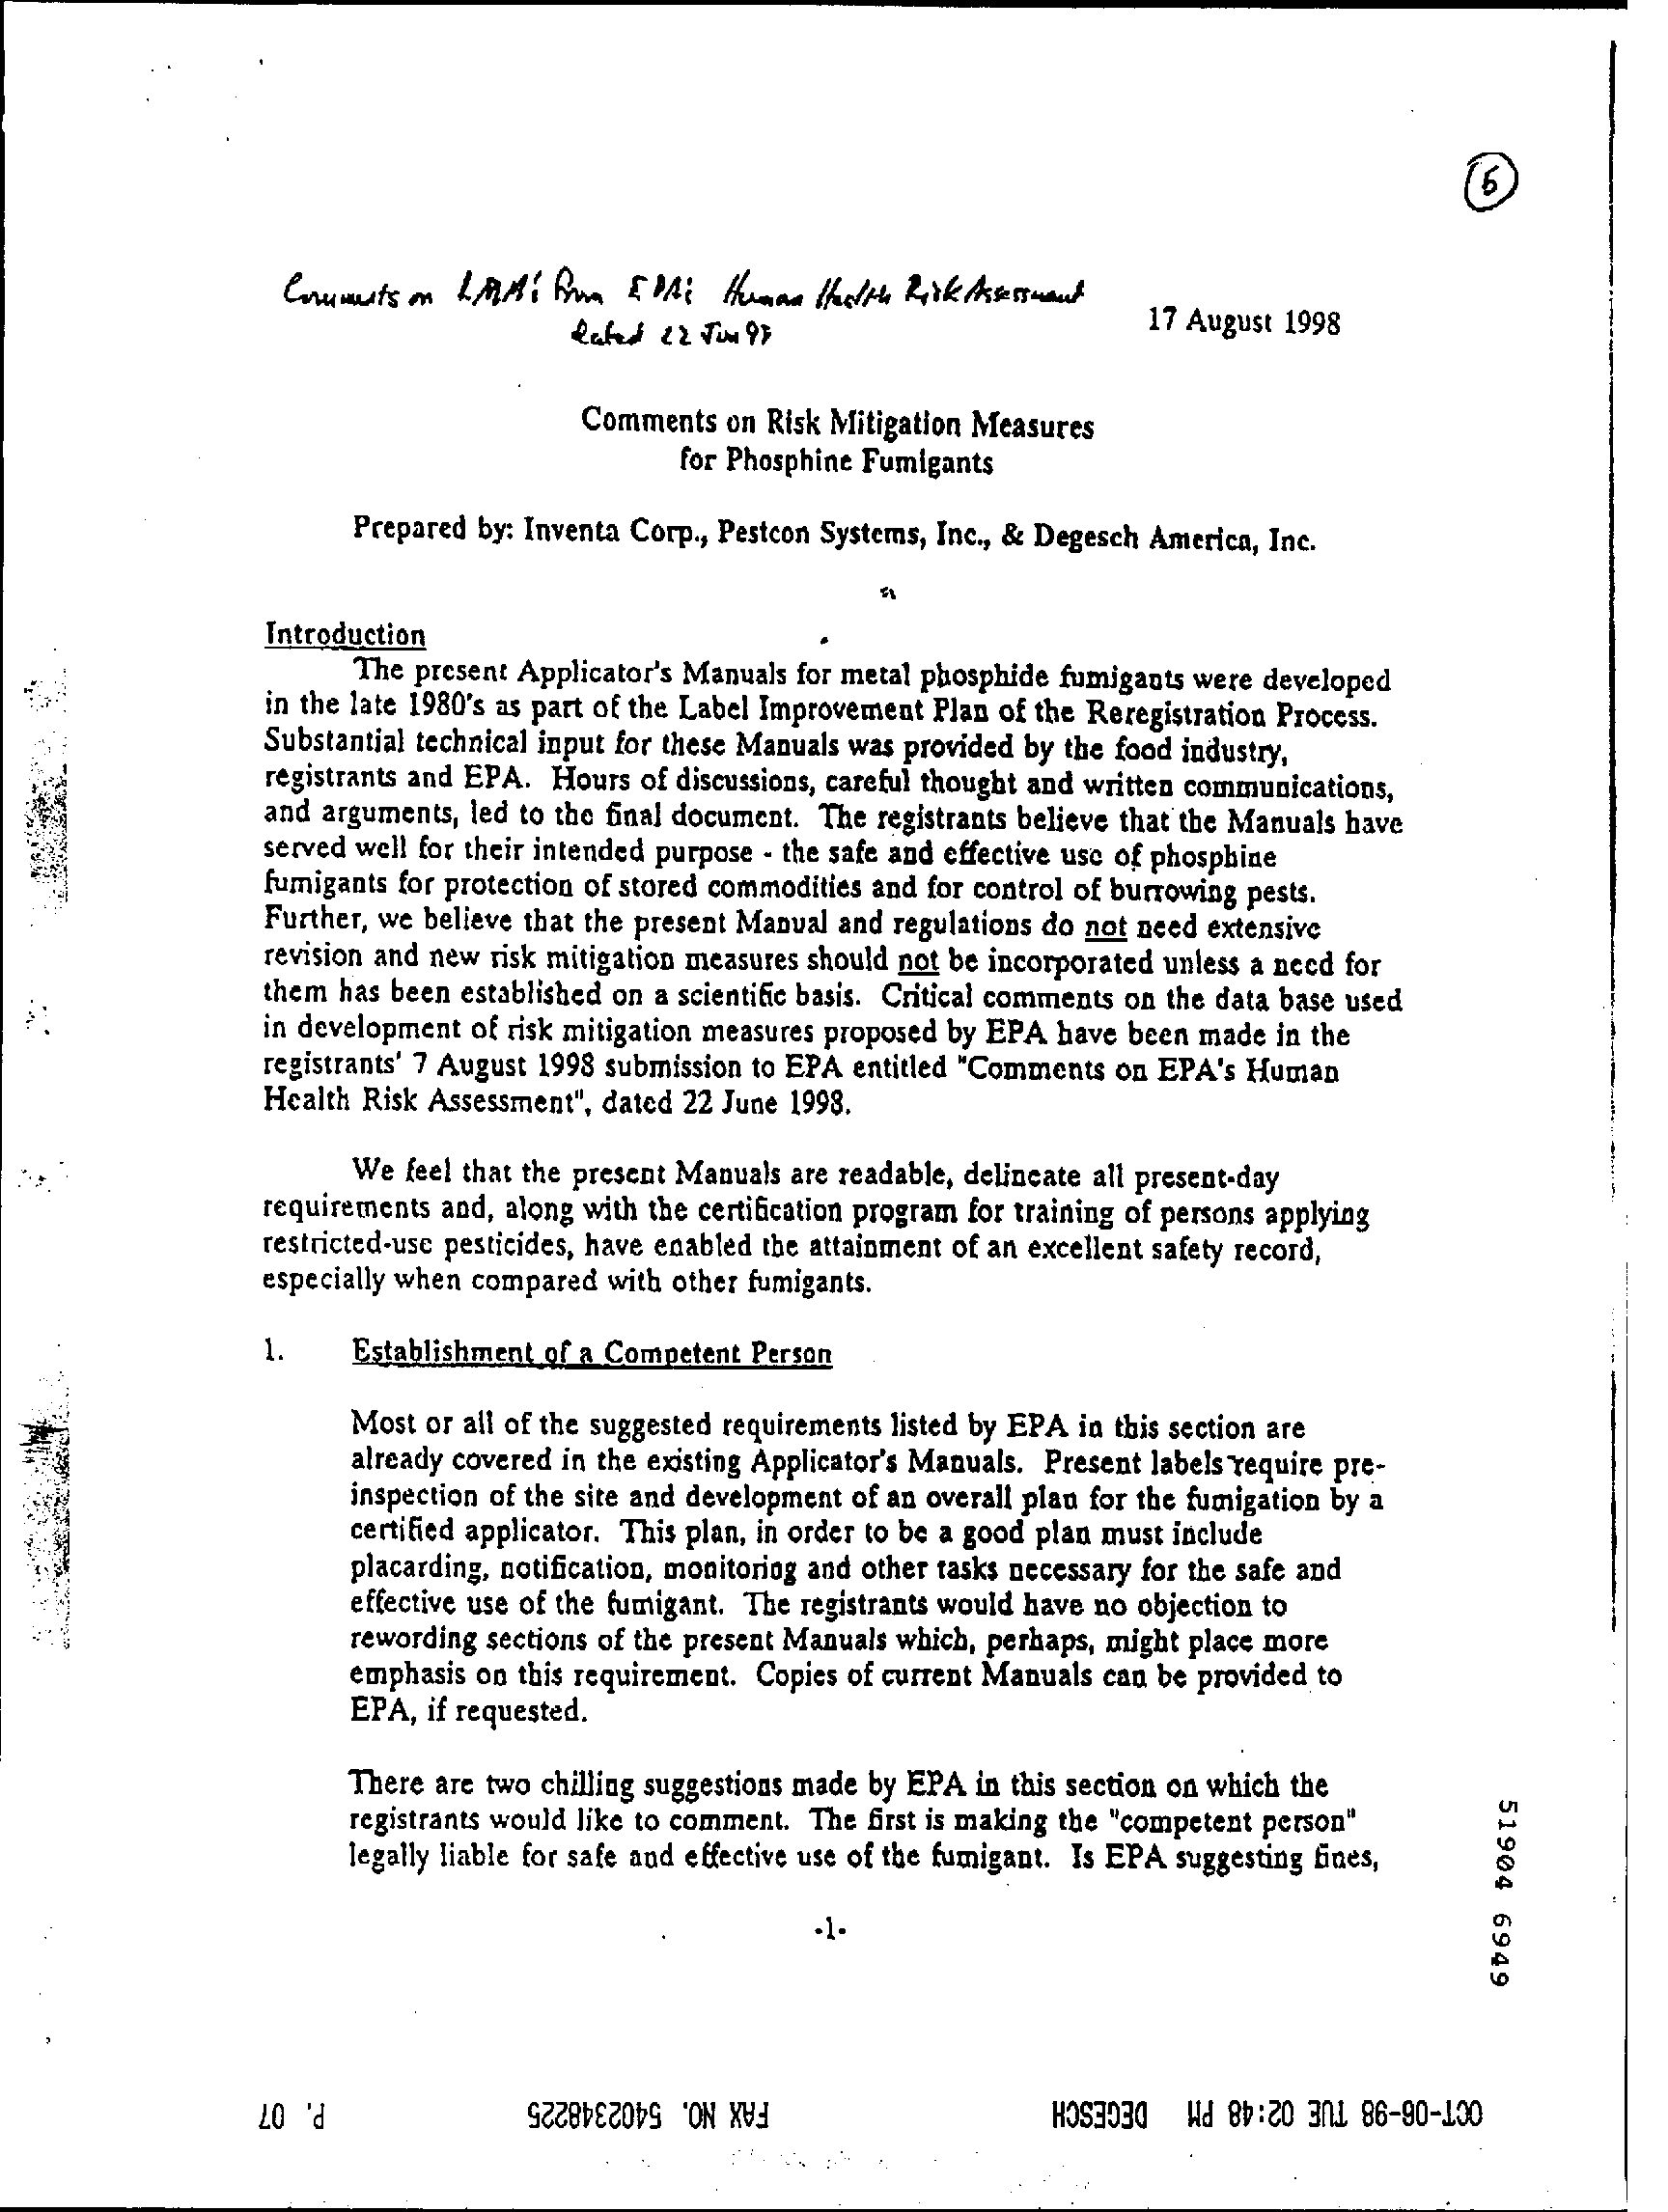 5
Comments on RMM's from EPA's Human Health Risk Assessment
dated 22 Jun 98
17 August 1998
Comments on Risk Mitigation Measures
for Phosphine Fumigants
Prepared by: Inventa Corp., Pestcon Systems, Inc., & Degesch America, Inc.
Introduction
The present Applicator's Manuals for metal phosphide fumigants were developed
in the late 1980's as part of the Label Improvement Plan of the Reregistration Process.
Substantial technical input for these Manuals was provided by the food industry,
registrants and EPA. Hours of discussions, careful thought and written communications,
and arguments, led to the final document. The registrants believe that the Manuals have
served well for their intended purpose - the safe and effective use of phosphine
fumigants for protection of stored commodities and for control of burrowing pests.
Further, we believe that the present Manual and regulations do not need extensive
revision and new risk mitigation measures should not be incorporated unless a need for
them has been established on a scientific basis. Critical comments on the data base used
in development of risk mitigation measures proposed by EPA have been made in the
registrants' 7 August 1998 submission to EPA entitled "Comments on EPA's Human
Health Risk Assessment", dated 22 June 1998.
We feel that the present Manuals are readable, delineate all present-day
requirements and, along with the certification program for training of persons applying
restricted-use pesticides, have enabled the attainment of an excellent safety record,
especially when compared with other fumigants.
1. Establishment of a Competent Person
Most or all of the suggested requirements listed by EPA in this section are
already covered in the existing Applicator's Manuals. Present labels require pre-
inspection of the site and development of an overall plan for the fumigation by a
certified applicator. This plan, in order to be a good plan must include
placarding, notification, monitoring and other tasks necessary for the safe and
effective use of the fumigant. The registrants would have no objection to
rewording sections of the present Manuals which, perhaps, might place more
emphasis on this requirement. Copies of current Manuals can be provided to
EPA, if requested.
There are two chilling suggestions made by EPA in this section on which the
registrants would like to comment. The first is making the "competent person"
legally liable for safe and effective use of the fumigant. Is EPA suggesting fines,
-1-
51904 6949
OCT-06-98 TUE 02:48 PM DEGESCH FAX NO. 5402348225 P. 07